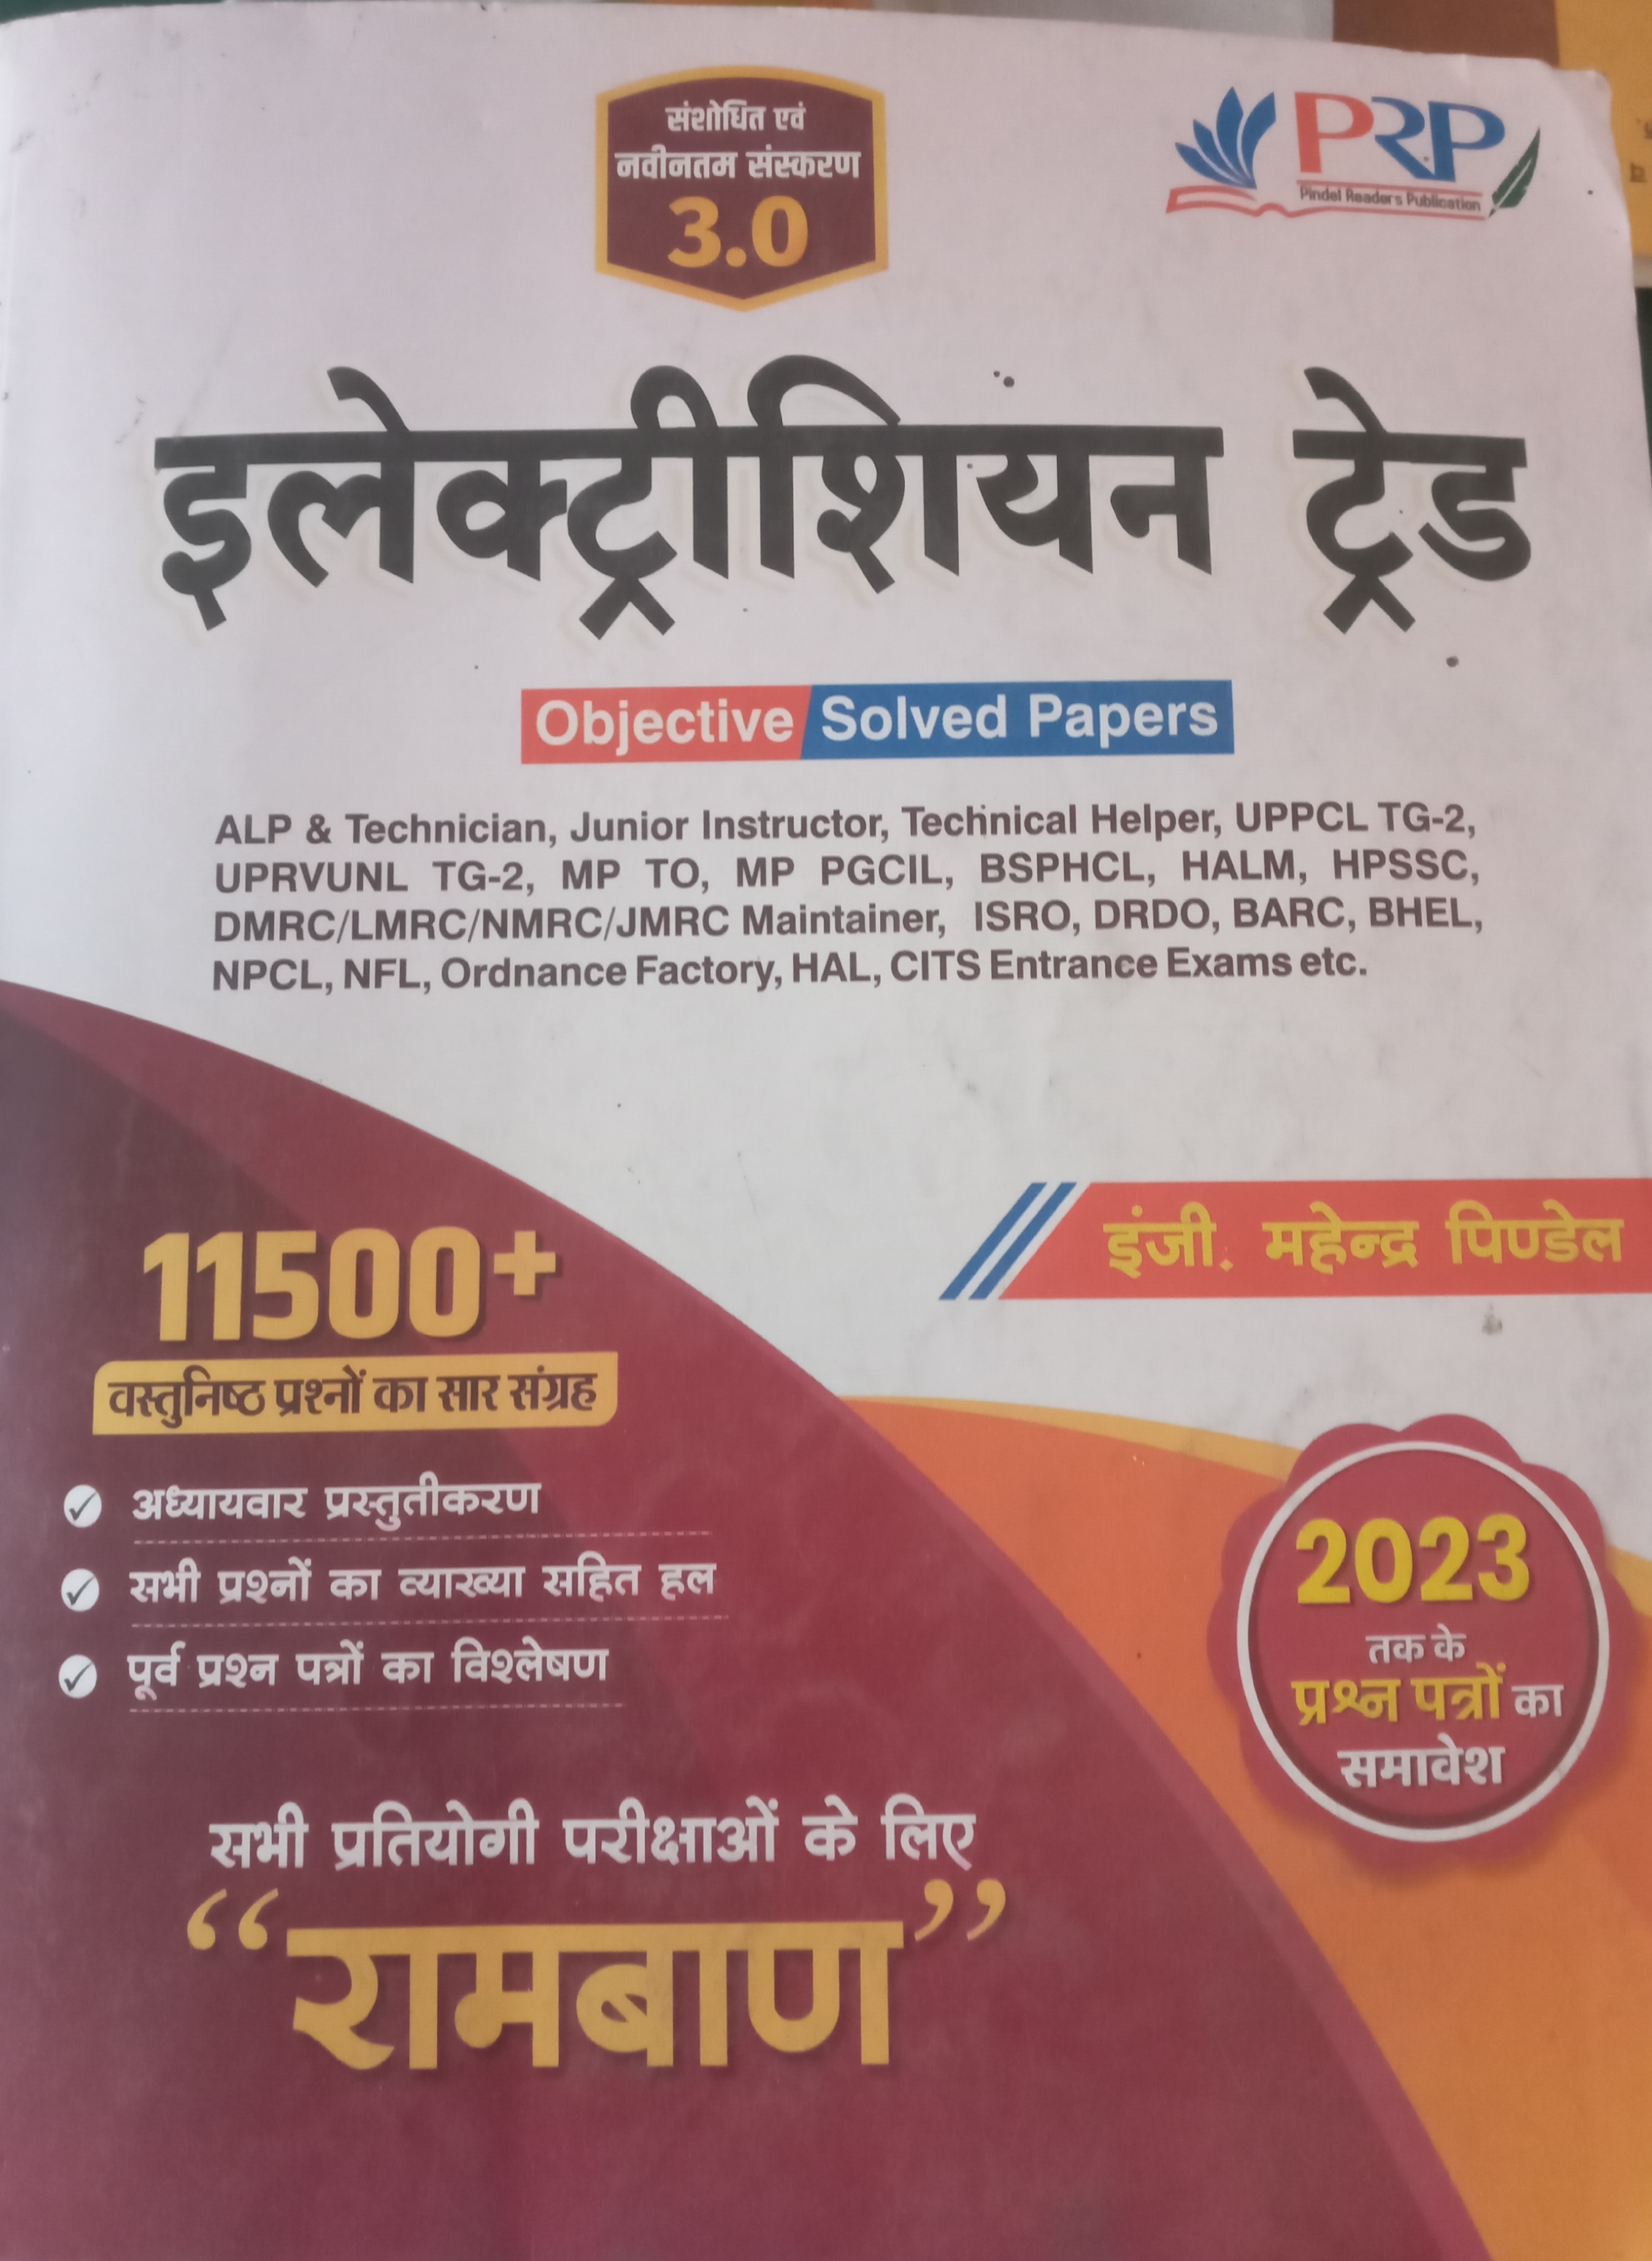 संशोधित एवं
नवीनतम संस्करण
3.0
PRP
Pindel Readers Publication
इलेक्ट्रीशियन ट्रेड
Objective Solved Papers
ALP & Technician, Junior Instructor, Technical Helper, UPPCL TG-2,
UPRVUNL TG-2, MP TO, MP PGCIL, BSPHCL, HALM, HPSSC,
DMRC/LMRC/NMRC/JMRC Maintainer, ISRO, DRDO, BARC, BHEL,
NPCL, NFL, Ordnance Factory, HAL, CITS Entrance Exams etc.
इंजी. महेन्द्र पिण्डेल
11500+
वस्तुनिष्ठ प्रश्नों का सार संग्रह
अध्यायवार प्रस्तुतीकरण
सभी प्रश्नों का व्याख्या सहित हल
पूर्व प्रश्न पत्रों का विश्लेषण
2023
तक के
प्रश्न पत्रों का
समावेश
सभी प्रतियोगी परीक्षाओं के लिए
“रामबाण”